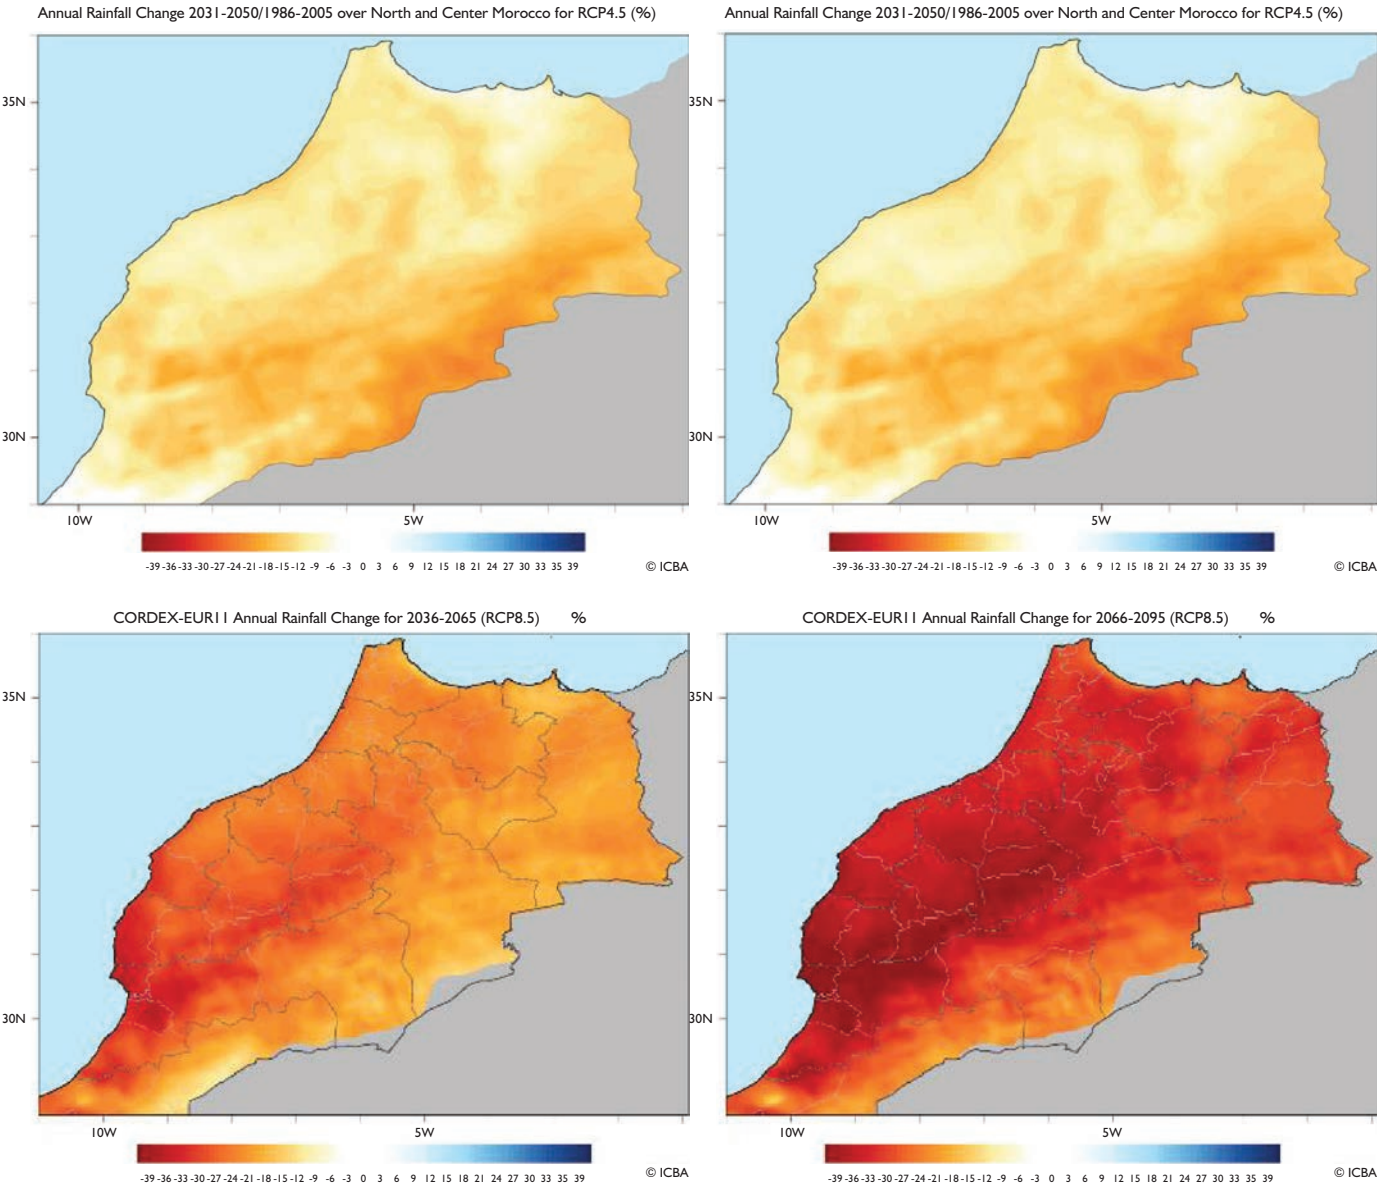 Annual Rainfall Change 2031-2050/1986-2005 over North and Center Morocco for RCP4.5 (%)
35N
30N
10W
5W
-39 -36 -33 -30 -27 -24 -21 -18 -15 -12 -9 -6 -3 0 3 6 9 12 15 18 21 24 27 30 33 35 39
© ICBA
Annual Rainfall Change 2031-2050/1986-2005 over North and Center Morocco for RCP4.5 (%)
35N
30N
10W
5W
-39 -36 -33 -30 -27 -24 -21 -18 -15 -12 -9 -6 -3 0 3 6 9 12 15 18 21 24 27 30 33 35 39
© ICBA
CORDEX-EUR11 Annual Rainfall Change for 2036-2065 (RCP8.5) %
35N
30N
10W
5W
-39 -36 -33 -30 -27 -24 -21 -18 -15 -12 -9 -6 -3 0 3 6 9 12 15 18 21 24 27 30 33 35 39
© ICBA
CORDEX-EUR11 Annual Rainfall Change for 2066-2095 (RCP8.5) %
35N
30N
10W
5W
-39 -36 -33 -30 -27 -24 -21 -18 -15 -12 -9 -6 -3 0 3 6 9 12 15 18 21 24 27 30 33 35 39
© ICBA